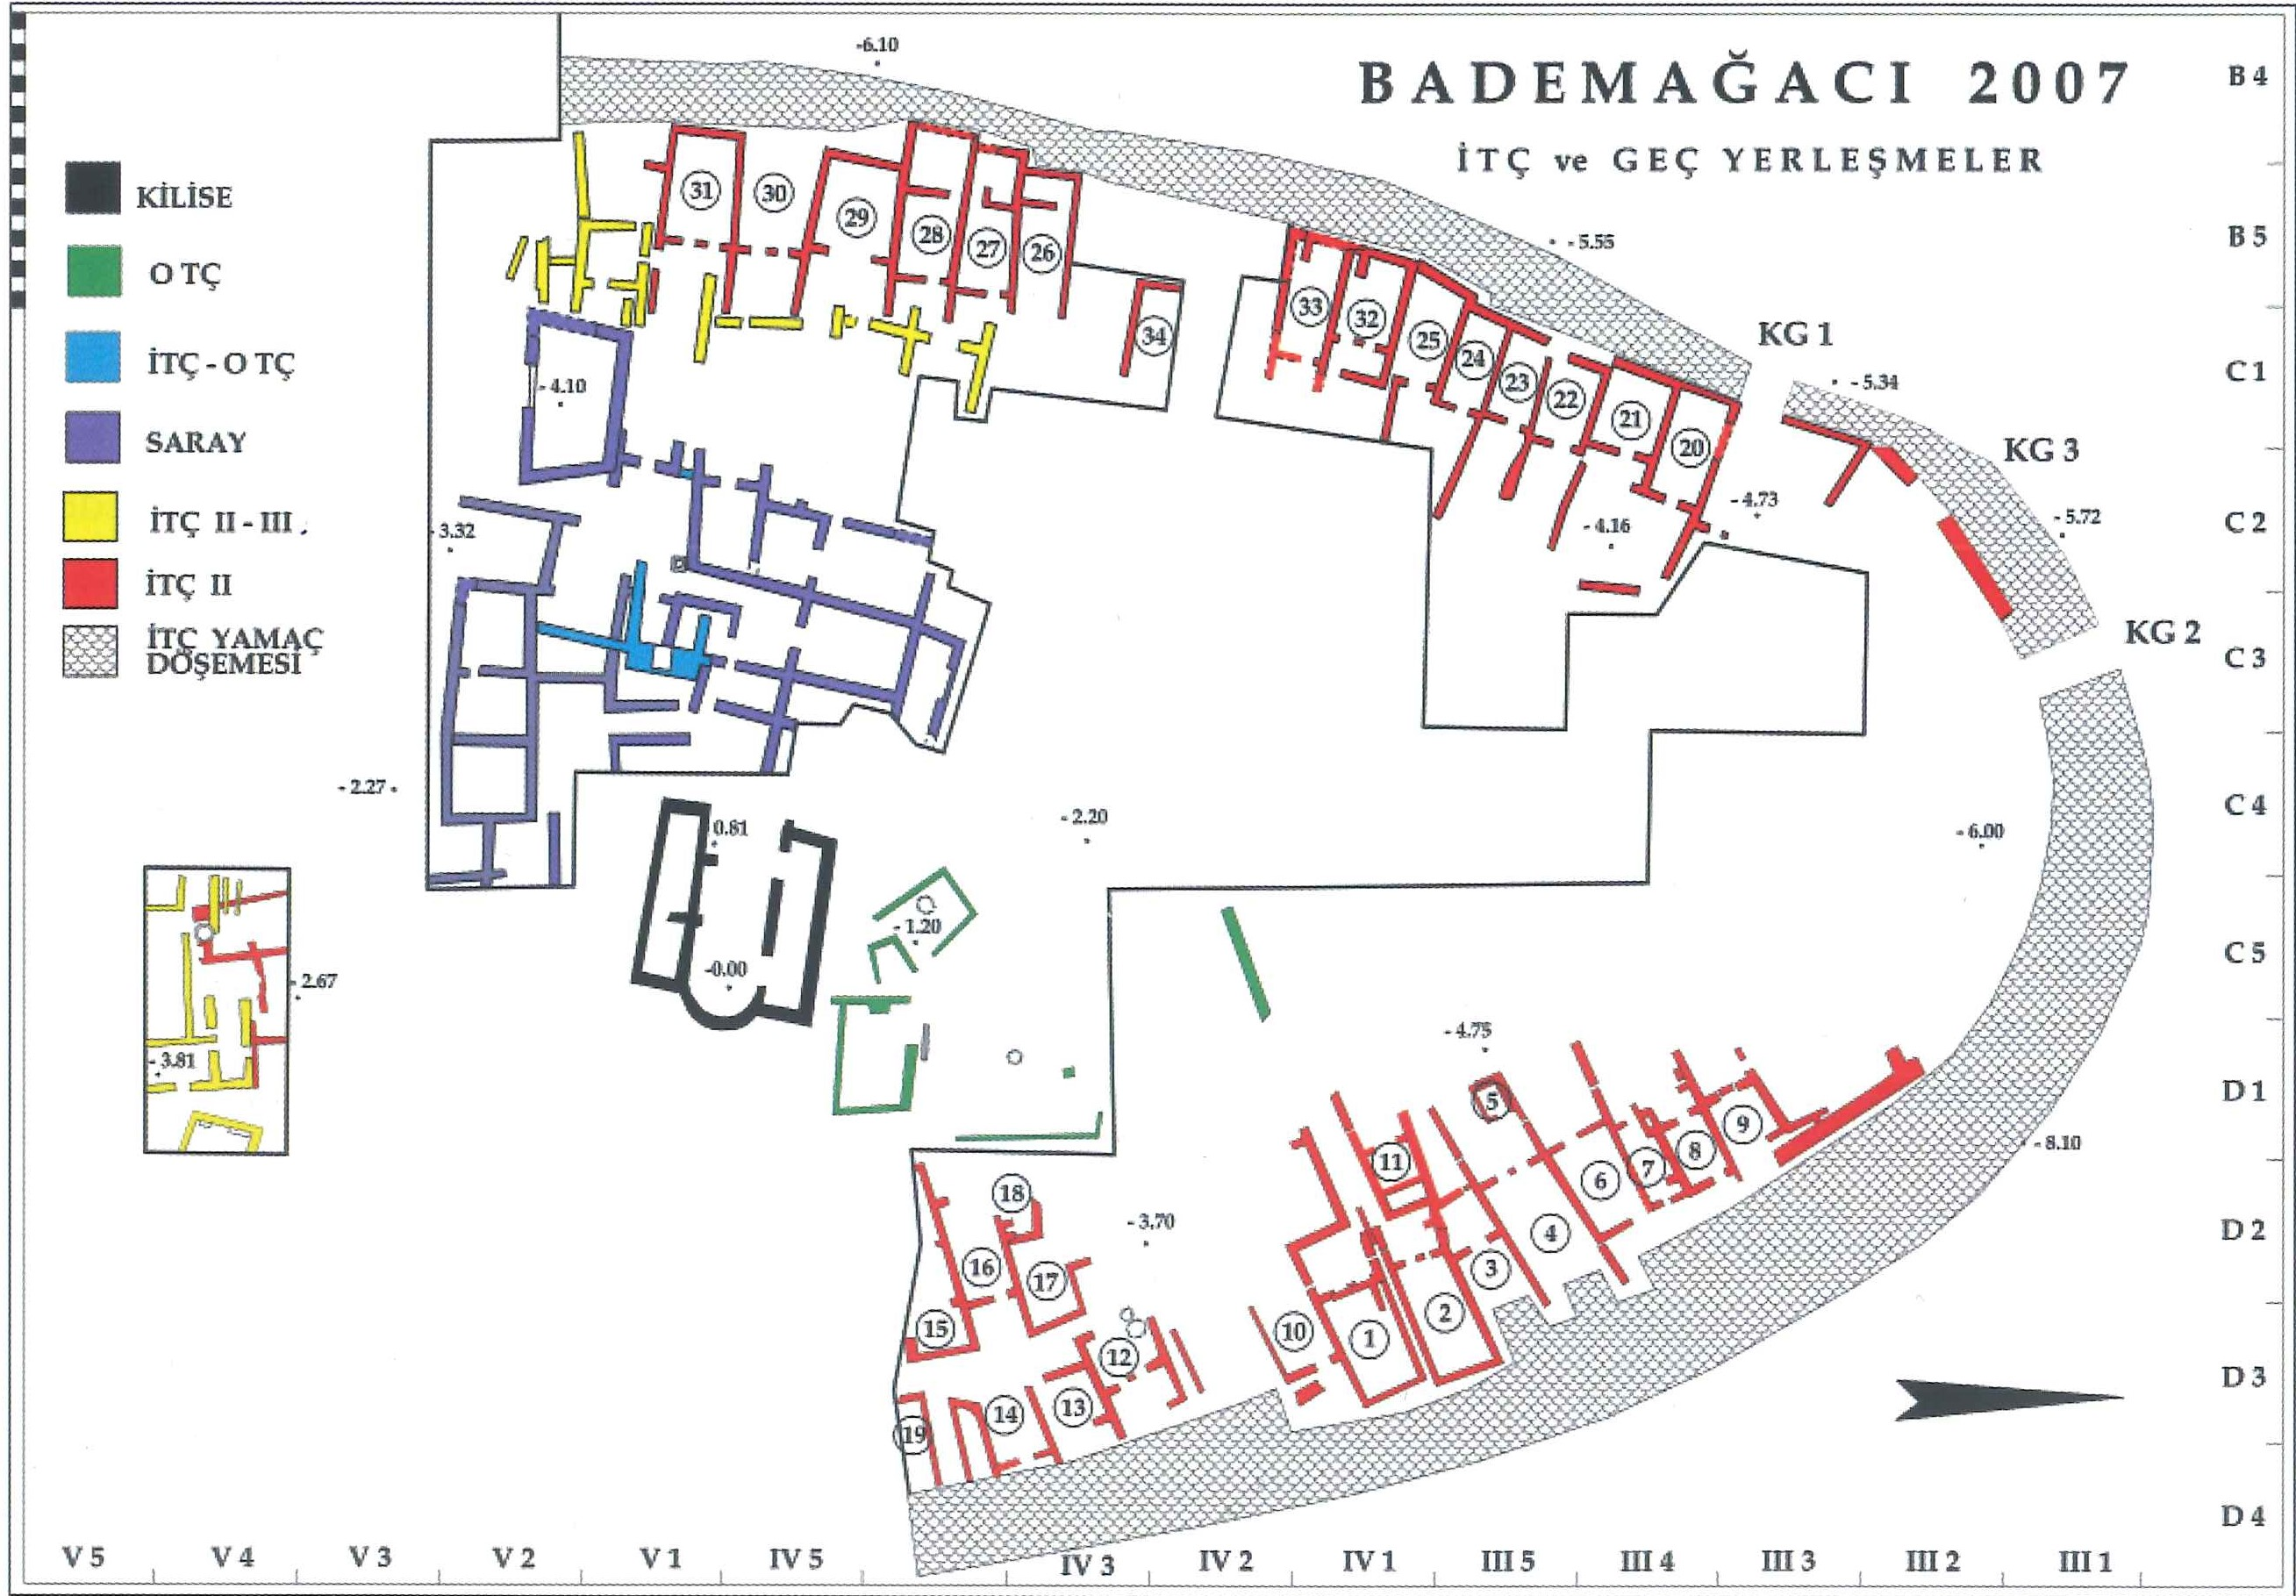 BADEMAĞACI 2007
İTÇ ve GEÇ YERLEŞMELER
KİLİSE
O TÇ
İTÇ - O TÇ
SARAY
İTÇ II - III .
İTÇ II
İTÇ YAMAÇ
DÖŞEMESİ
-6.10
- 5.55
KG 1
- 5.34
KG 3
- 5.72
KG 2
31
30
29
28
27
26
34
33
32
25
24
23
22
21
20
- 4.73
- 4.16
- 4.10
- 3.32
- 2.27
0.81
- 2.20
- 6.00
- 1.20
-0.00
- 2.67
- 3.81
- 4.75
- 8.10
- 3.70
5
11
9
8
7
6
4
3
2
1
10
18
16
17
15
12
13
14
19
B 4
B 5
C 1
C 2
C 3
C 4
C 5
D 1
D 2
D 3
D 4
V 5
V 4
V 3
V 2
V 1
IV 5
IV 3
IV 2
IV 1
III 5
III 4
III 3
III 2
III 1